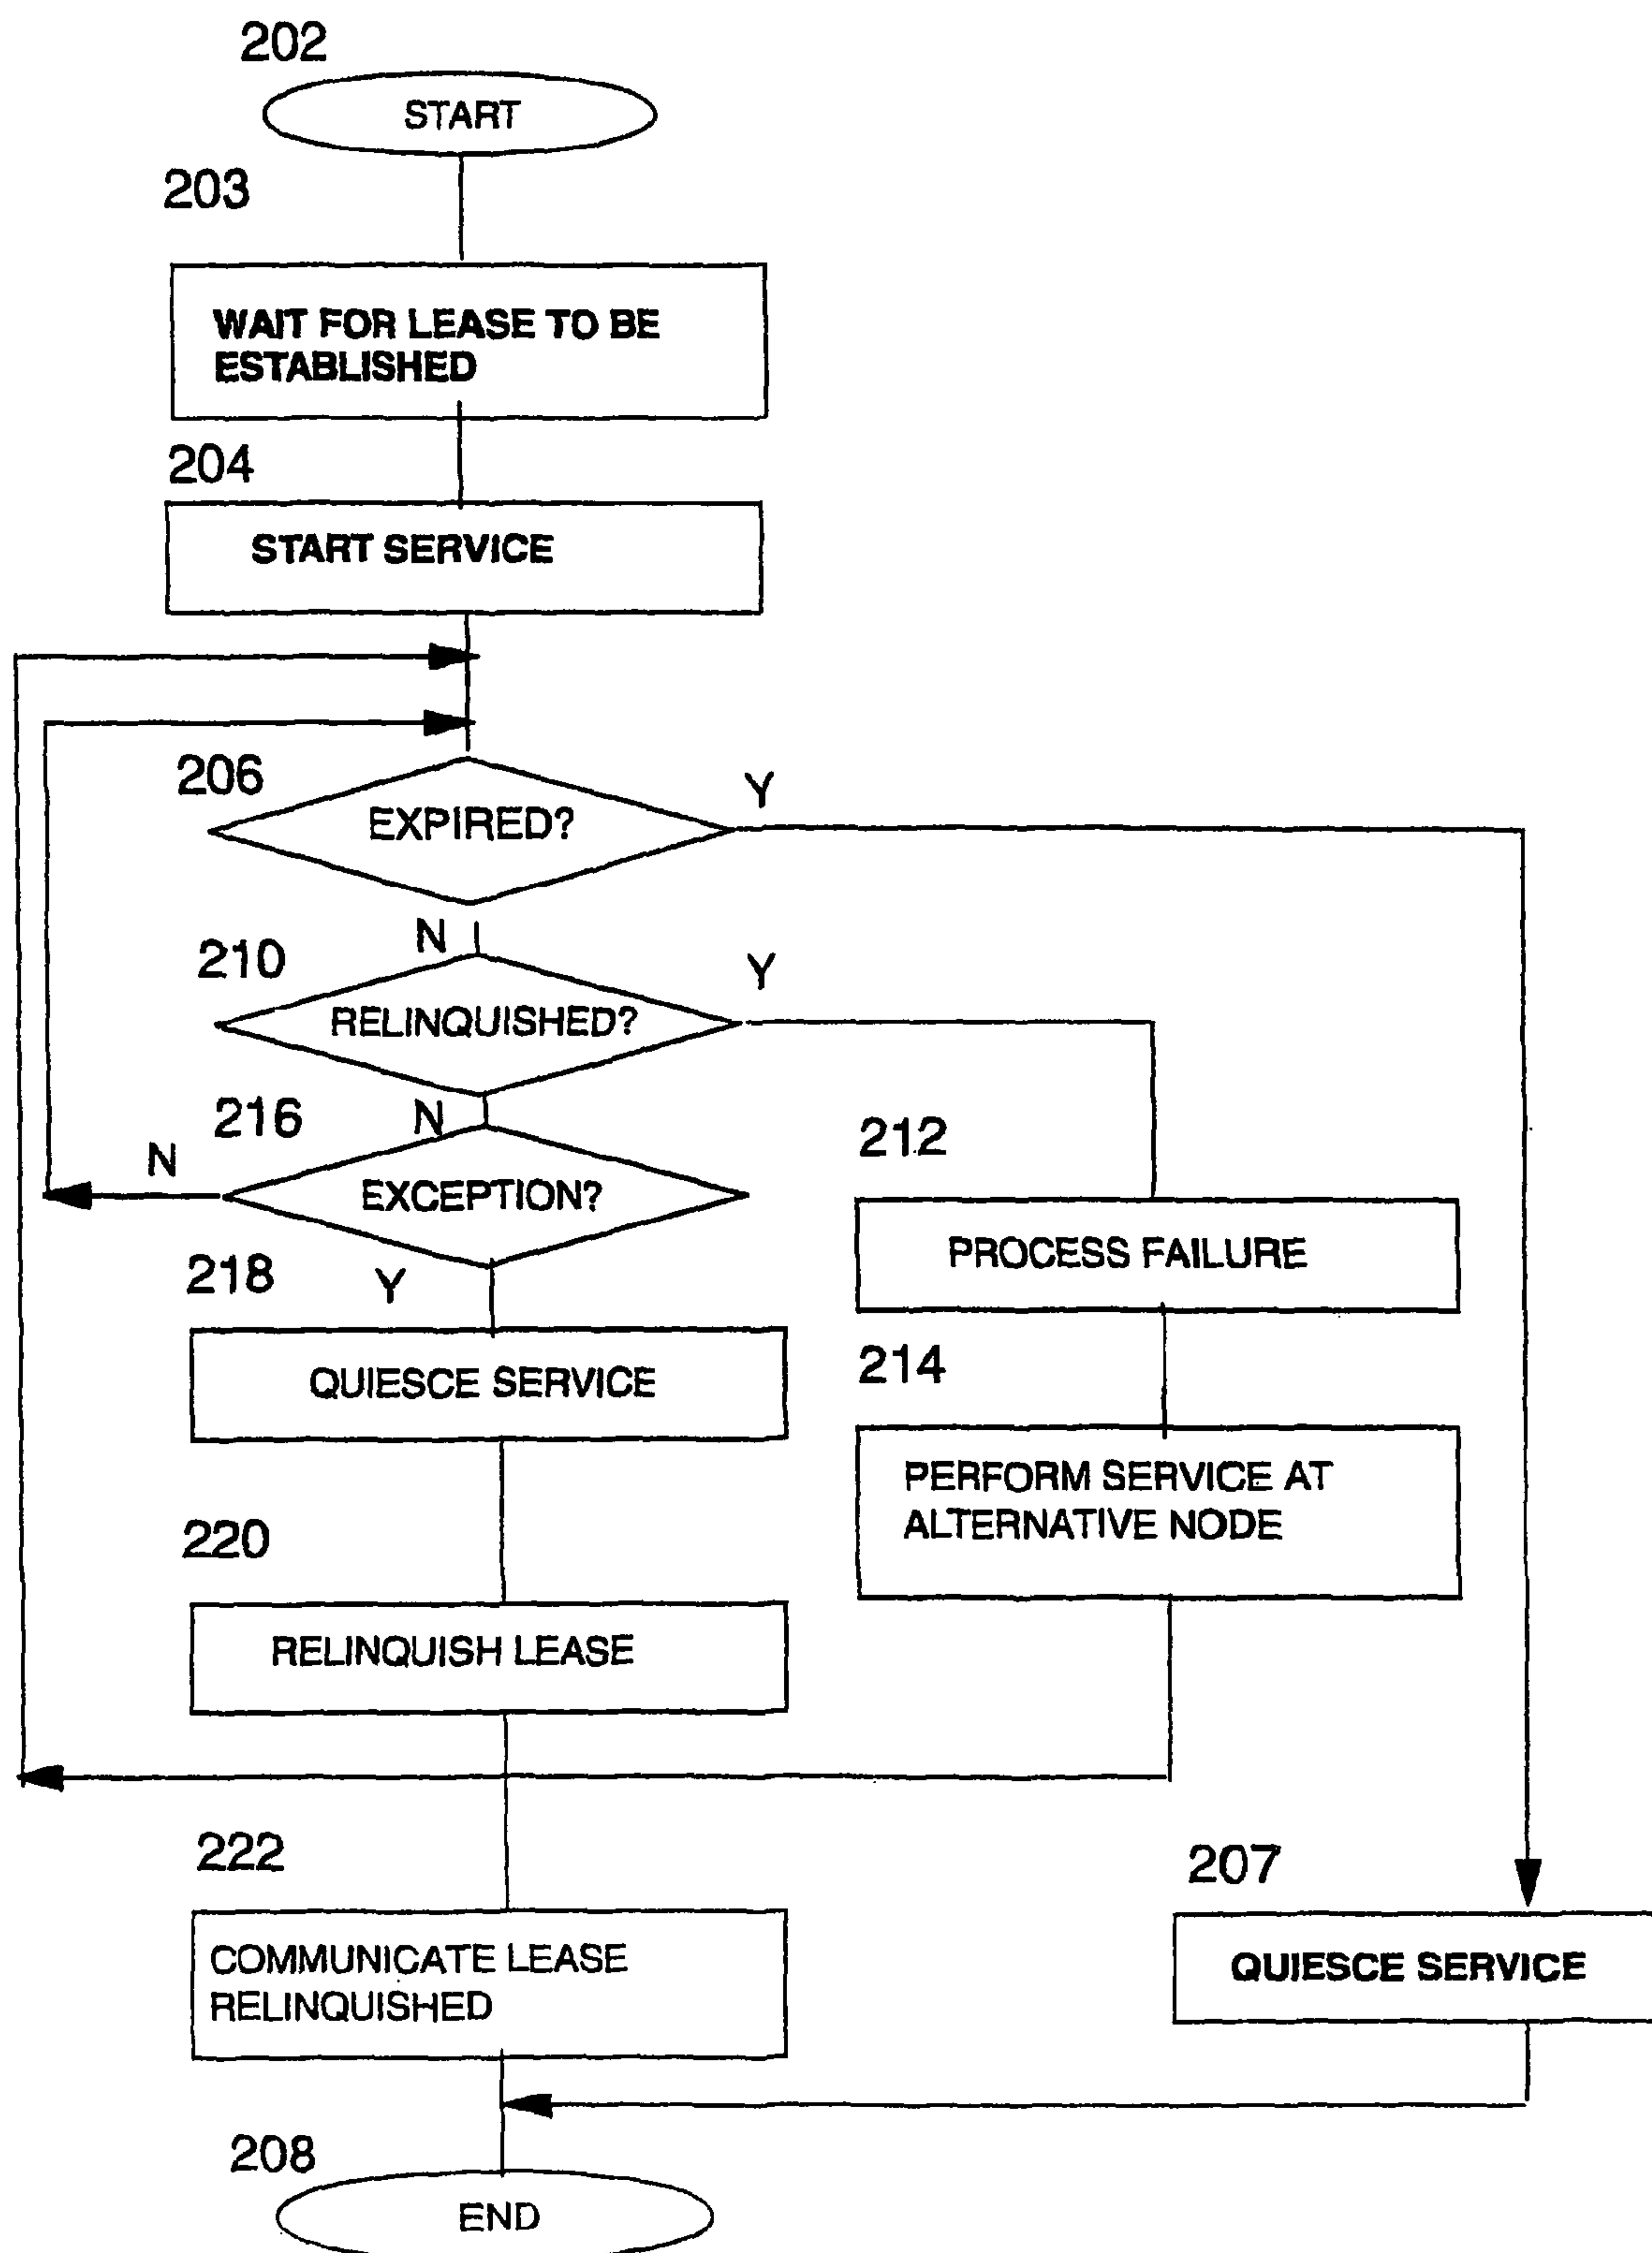 202
START
203
WAIT FOR LEASE TO BE
ESTABLISHED
204
START SERVICE
206
EXPIRED?
Y
N
210
RELINQUISHED?
Y
N
216
EXCEPTION?
N
Y
212
PROCESS FAILURE
218
QUIESCE SERVICE
214
PERFORM SERVICE AT
ALTERNATIVE NODE
220
RELINQUISH LEASE
222
COMMUNICATE LEASE
RELINQUISHED
207
QUIESCE SERVICE
208
END